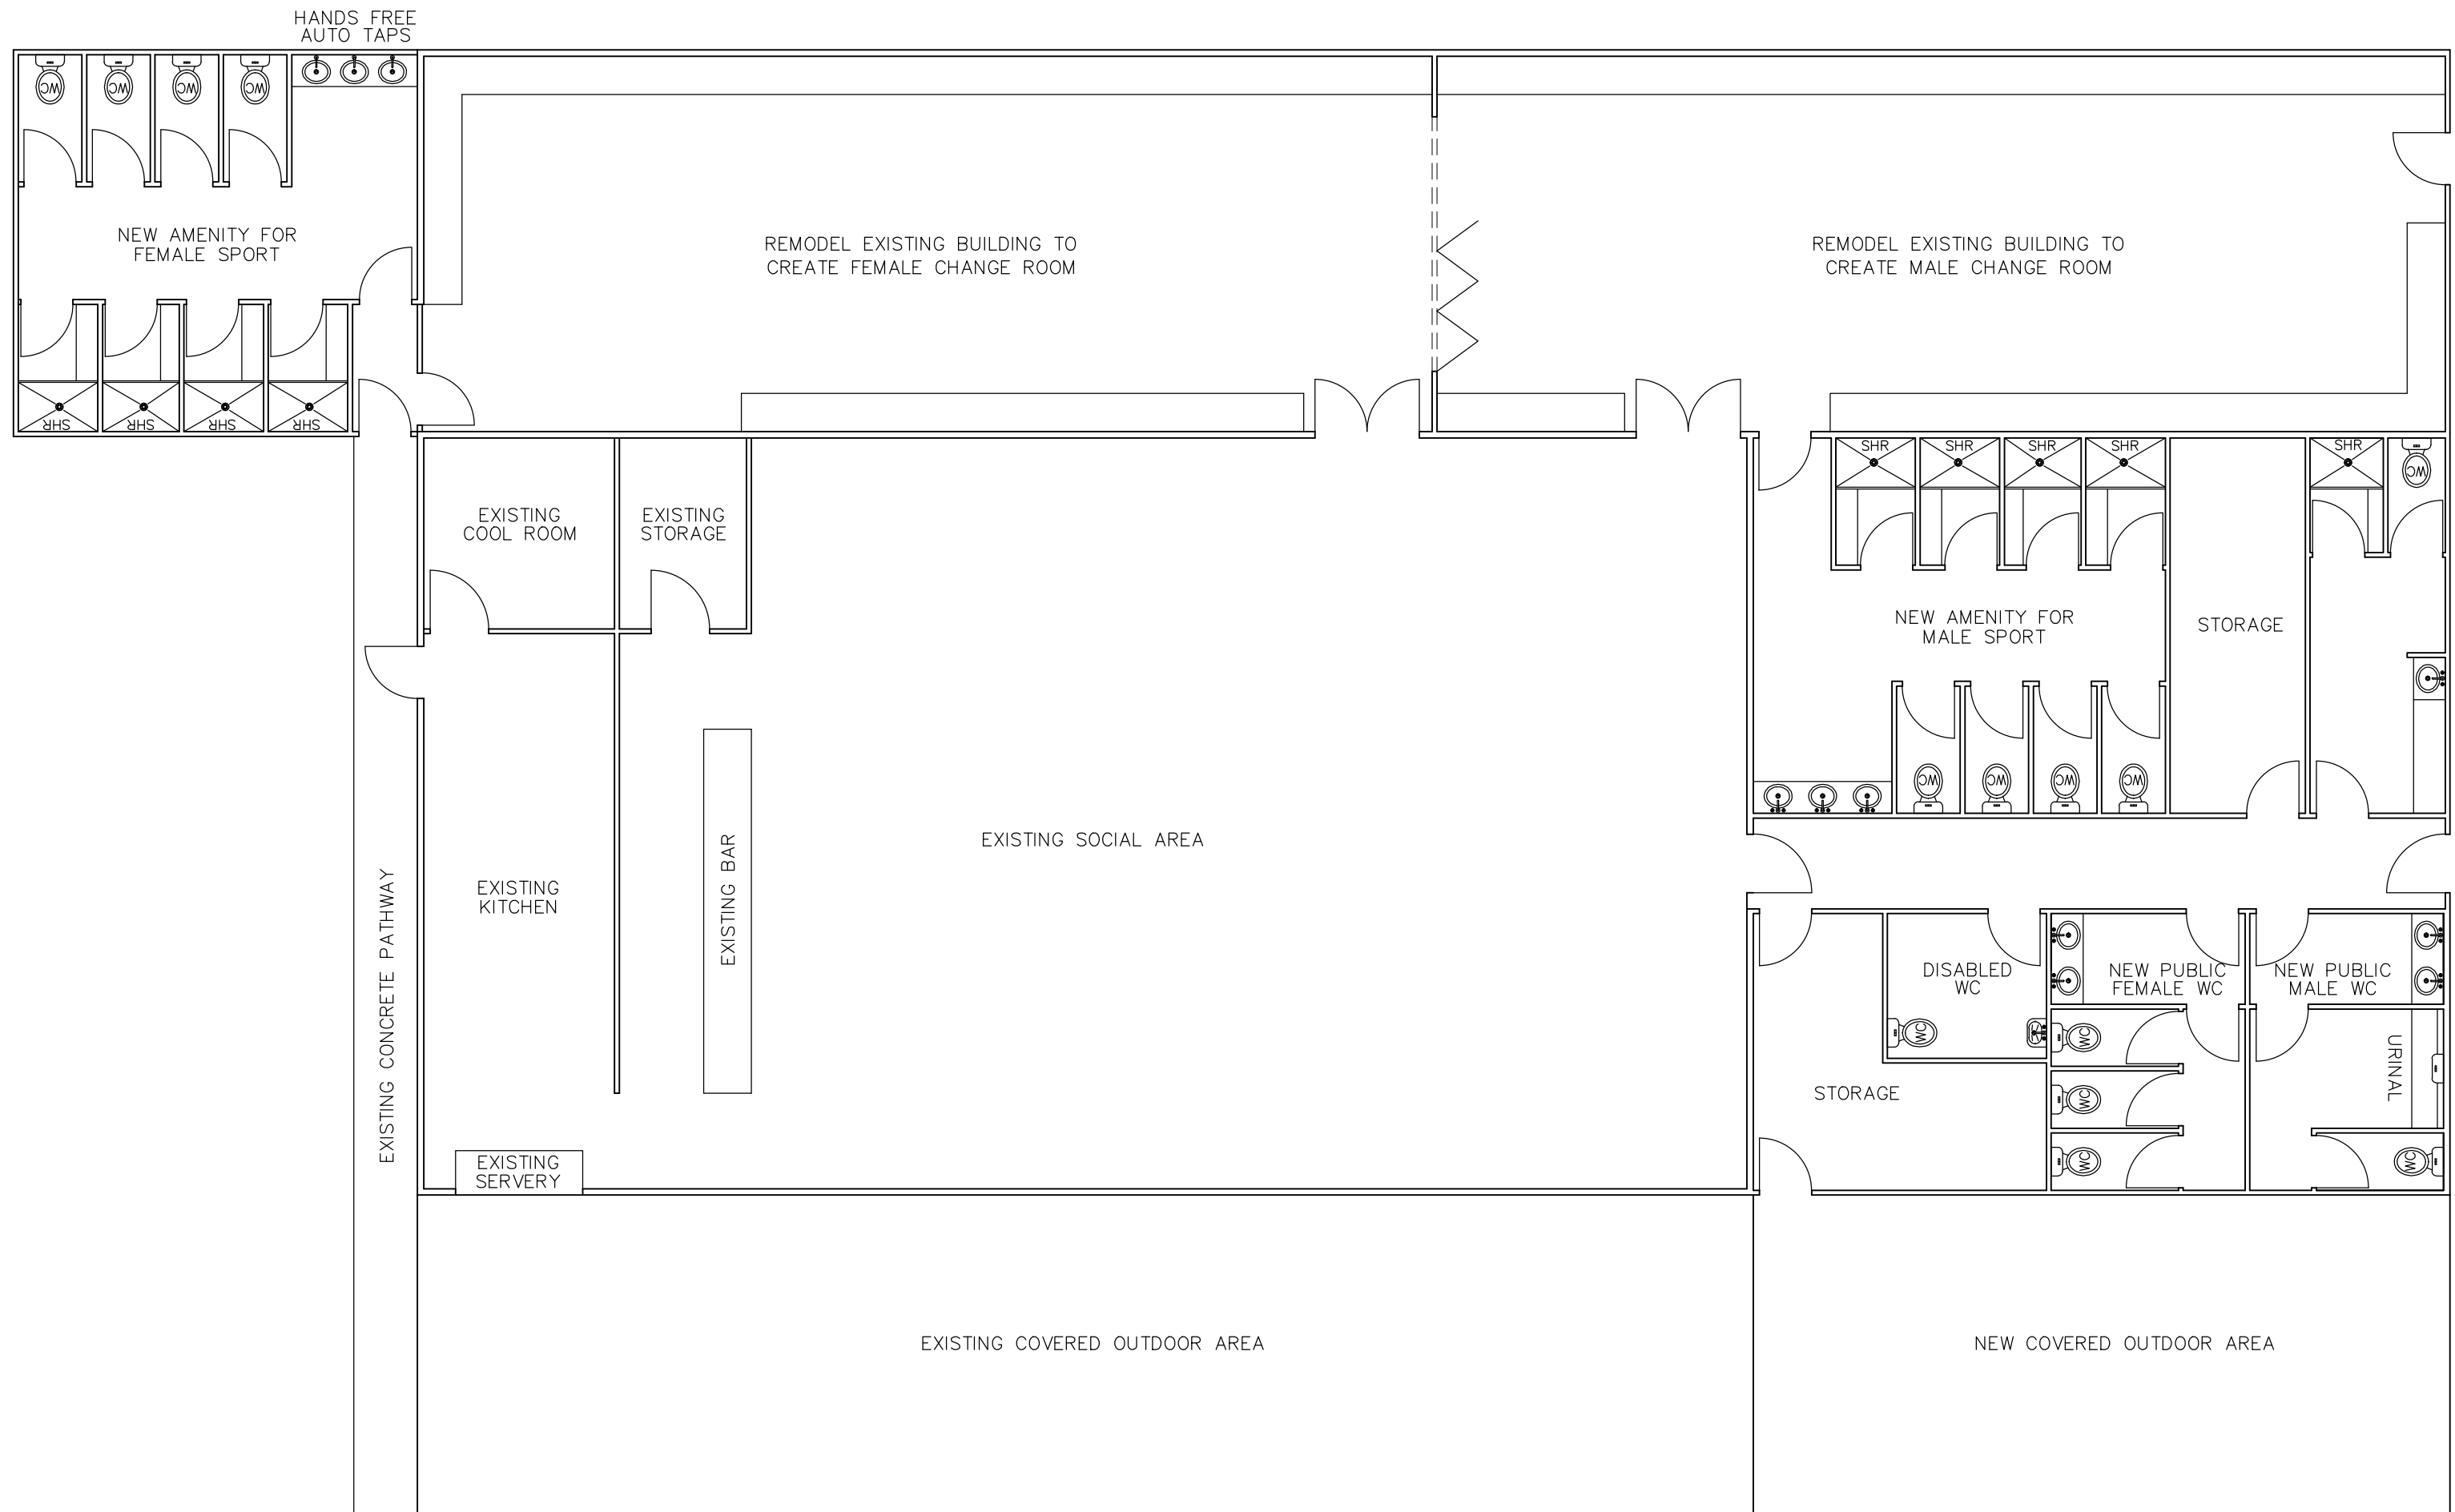 HANDS FREE
AUTO TAPS
WC
WC
WC
WC
NEW AMENITY FOR
FEMALE SPORT
REMODEL EXISTING BUILDING TO
CREATE FEMALE CHANGE ROOM
REMODEL EXISTING BUILDING TO
CREATE MALE CHANGE ROOM
SHR
SHR
SHR
SHR
SHR
SHR
SHR
SHR
SHR
WC
EXISTING
COOL ROOM
EXISTING
STORAGE
NEW AMENITY FOR
MALE SPORT
STORAGE
WC
WC
WC
WC
EXISTING SOCIAL AREA
EXISTING BAR
EXISTING
KITCHEN
EXISTING CONCRETE PATHWAY
DISABLED
WC
NEW PUBLIC
FEMALE WC
NEW PUBLIC
MALE WC
WC
WC
URINAL
WC
STORAGE
WC
WC
EXISTING
SERVERY
EXISTING COVERED OUTDOOR AREA
NEW COVERED OUTDOOR AREA